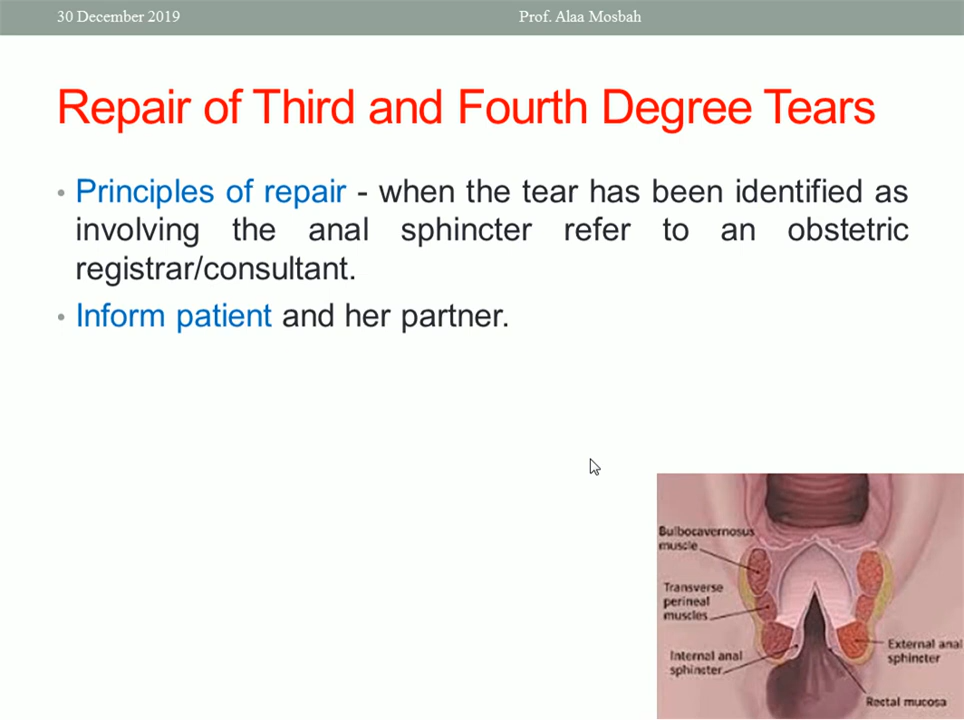 30 December 2019 Prof. Alaa Mosbah
Repair of Third and Fourth Degree Tears
• Principles of repair - when the tear has been identified as
involving the anal sphincter refer to an obstetric
registrar/consultant.
• Inform patient and her partner.
Bulbocavernosus
muscle
Transverse
perineal
muscles
Internal anal
sphincter
External anal
sphincter
Rectal mucosa